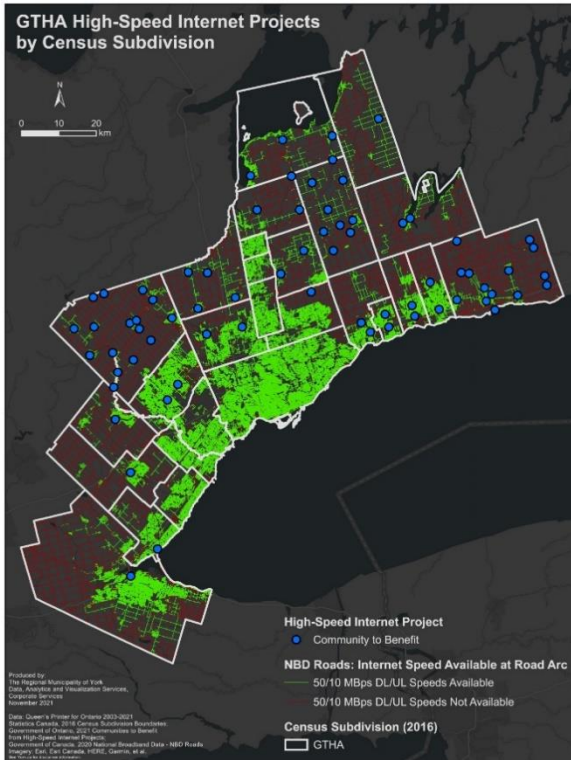 GTHA High-Speed Internet Projects
by Census Subdivision
N
0 10 20
km
High-Speed Internet Project
Community to Benefit
NBD Roads: Internet Speed Available at Road Arc
50/10 MBps DL/UL Speeds Available
50/10 MBps DL/UL Speeds Not Available
Census Subdivision (2016)
GTHA
Produced by:
The Regional Municipality of York
Data, Analytics and Visualization Services,
Corporate Services
November 2021
Data: Queen's Printer for Ontario 2003-2021
Statistics Canada, 2016 Census Subdivision Boundaries;
Government of Ontario, 2021 Communities to Benefit
from High-Speed Internet Projects;
Government of Canada, 2020 National Broadband Data - NBD Roads
Imagery: Esri, Esri Canada, HERE, Garmin, et al.